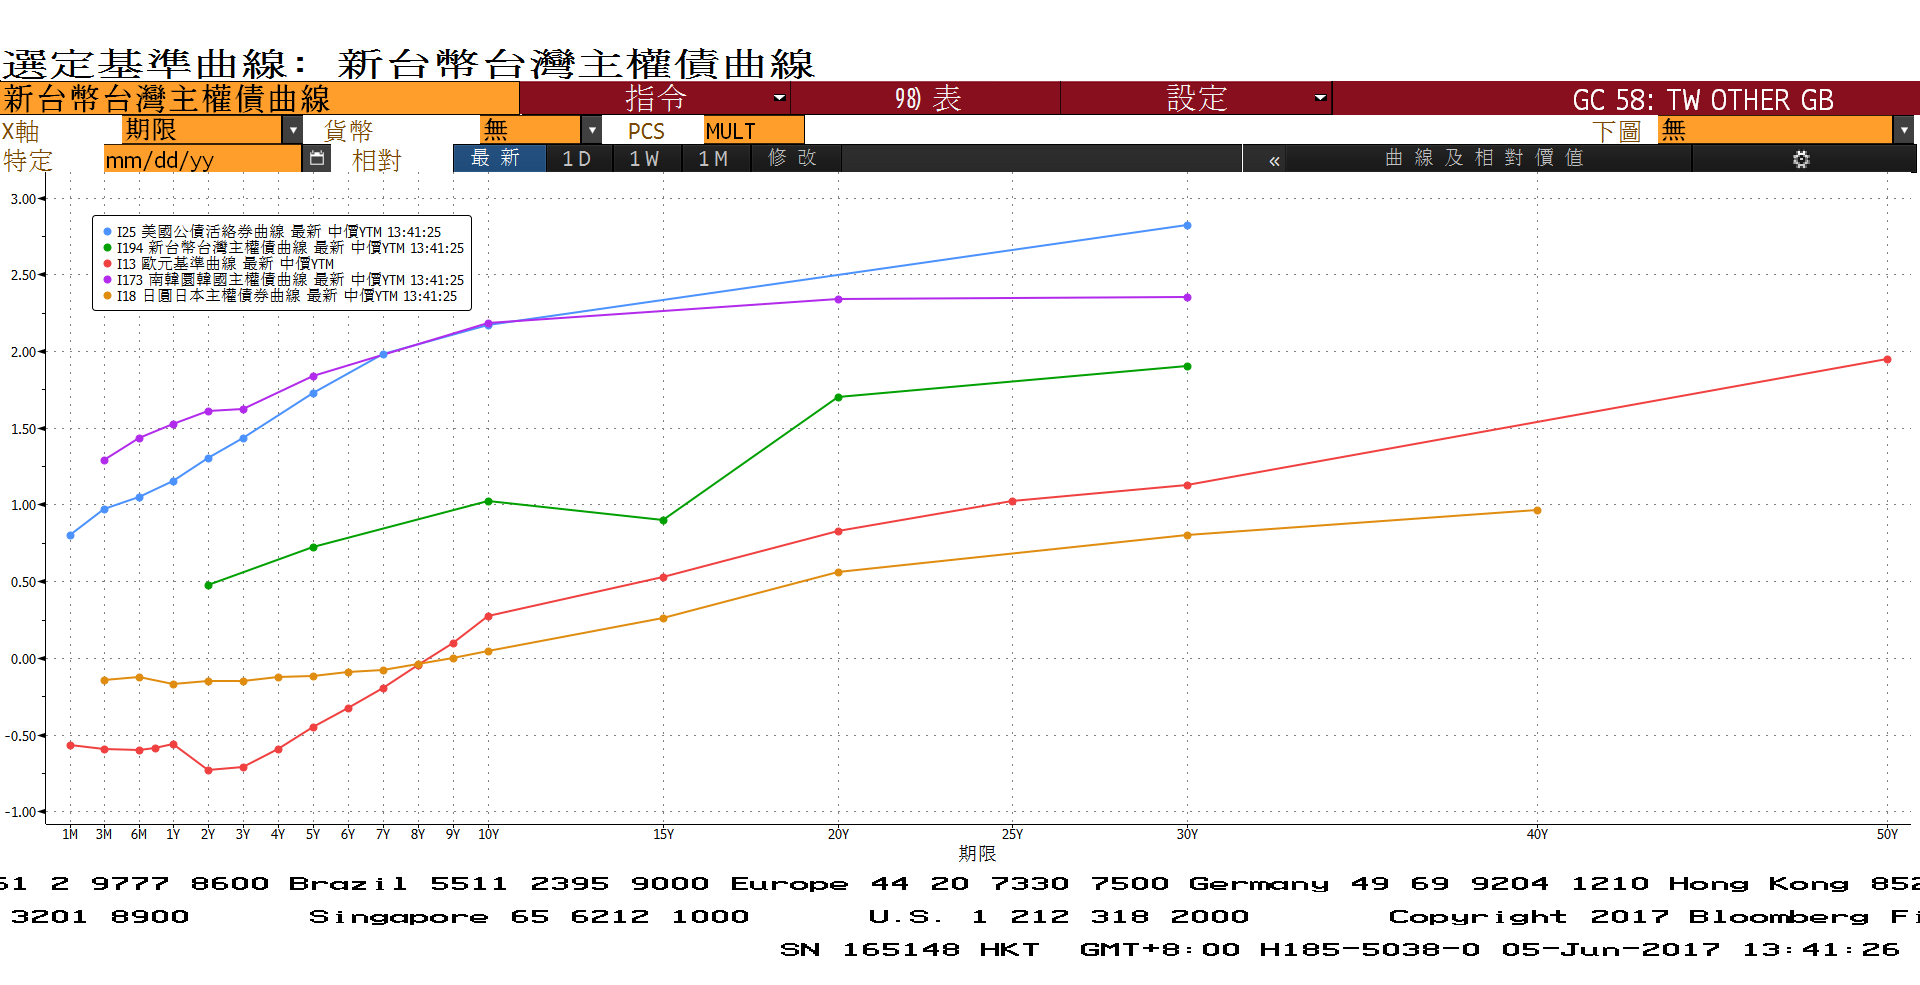 選定基準曲線: 新台幣台灣主權債曲線
新台幣台灣主權債曲線 指令 98) 表 設定 GC 58: TW OTHER GB
X軸 期限 貨幣 無 PCS MULT 下圖 無
特定 mm/dd/yy 相對 最新 1D 1W 1M 修改 « 曲線及相對價值
3.00
I25 美國公債活絡券曲線 最新 中價YTM 13:41:25
I194 新台幣台灣主權債曲線 最新 中價YTM 13:41:25
I13 歐元基準曲線 最新 中價YTM
I173 南韓圜韓國主權債曲線 最新 中價YTM 13:41:25
I18 日圓日本主權債券曲線 最新 中價YTM 13:41:25
2.50
2.00
1.50
1.00
0.50
0.00
-0.50
-1.00
1M 3M 6M 1Y 2Y 3Y 4Y 5Y 6Y 7Y 8Y 9Y 10Y 15Y 20Y 25Y 30Y 40Y 50Y
期限
61 2 9777 8600 Brazil 5511 2395 9000 Europe 44 20 7330 7500 Germany 49 69 9204 1210 Hong Kong 852
3201 8900 Singapore 65 6212 1000 U.S. 1 212 318 2000 Copyright 2017 Bloomberg Fi
SN 165148 HKT GMT+8:00 H185-5038-0 05-Jun-2017 13:41:26